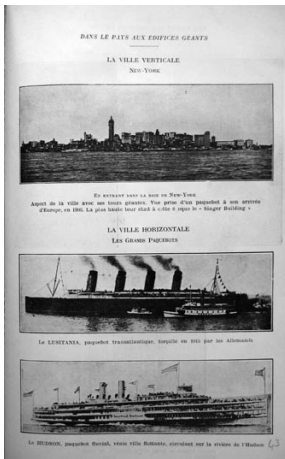 DANS LE PAYS AUX EDIFICES GEANTS
LA VILLE VERTICALE
NEW-YORK
EN ENTRANT DANS LA BAIE DE NEW-YORK
Aspect de la ville avec ses tours géantes. Vue prise d'un paquebot à son arrivée
d'Europe, en 1908. La plus haute tour était à cette époque le « Singer Building »
LA VILLE HORIZONTALE
LES GRANDS PAQUEBOTS
Le LUSITANIA, paquebot transatlantique, torpillé en 1915 par les Allemands
Le HUDSON, paquebot fluvial, vraie ville flottante, circulant sur la rivière de l'Hudson
43